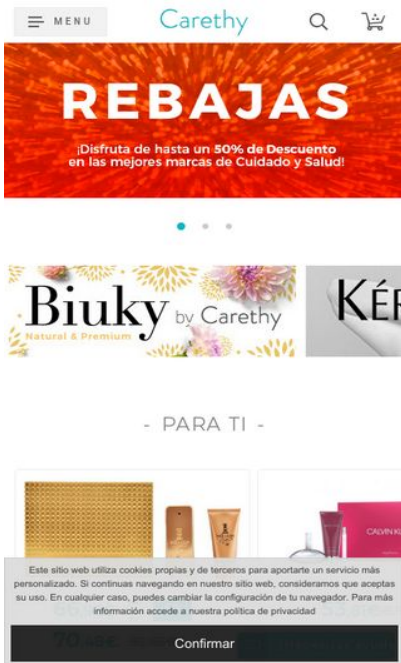 MENU
Carethy
REBAJAS
¡Disfruta de hasta un 50% de Descuento
en las mejores marcas de Cuidado y Salud!
Biuky by Carethy
Natural & Premium
KÉR
- PARA TI -
CALVIN KL
Este sitio web utiliza cookies propias y de terceros para aportarte un servicio más
personalizado. Si continuas navegando en nuestro sitio web, consideramos que aceptas
su uso. En cualquier caso, puedes cambiar la configuración de tu navegador. Para más
información accede a nuestra política de privacidad
Confirmar